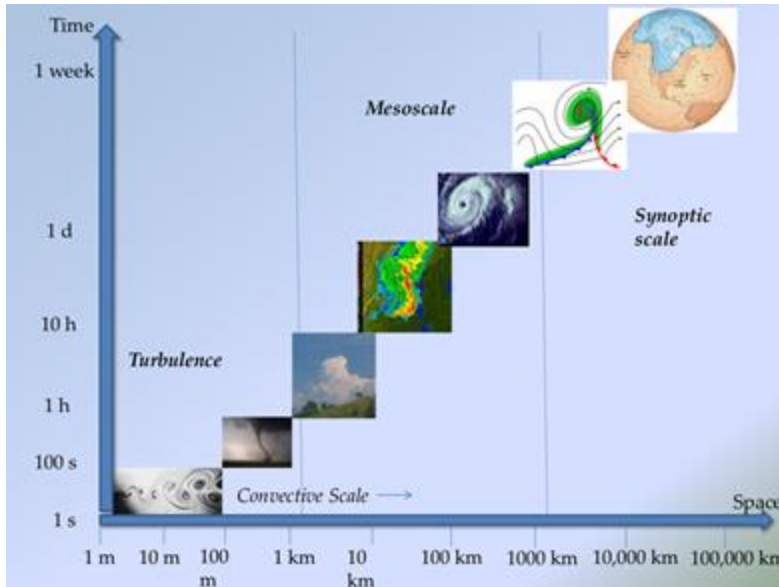 Time
1 week
Mesoscale
1 d
Synoptic
scale
10 h
Turbulence
1 h
100 s
Convective Scale
Space
1 s
1 m
10 m
100
m
1 km
10
km
100 km
1000 km
10,000 km
100,000 km